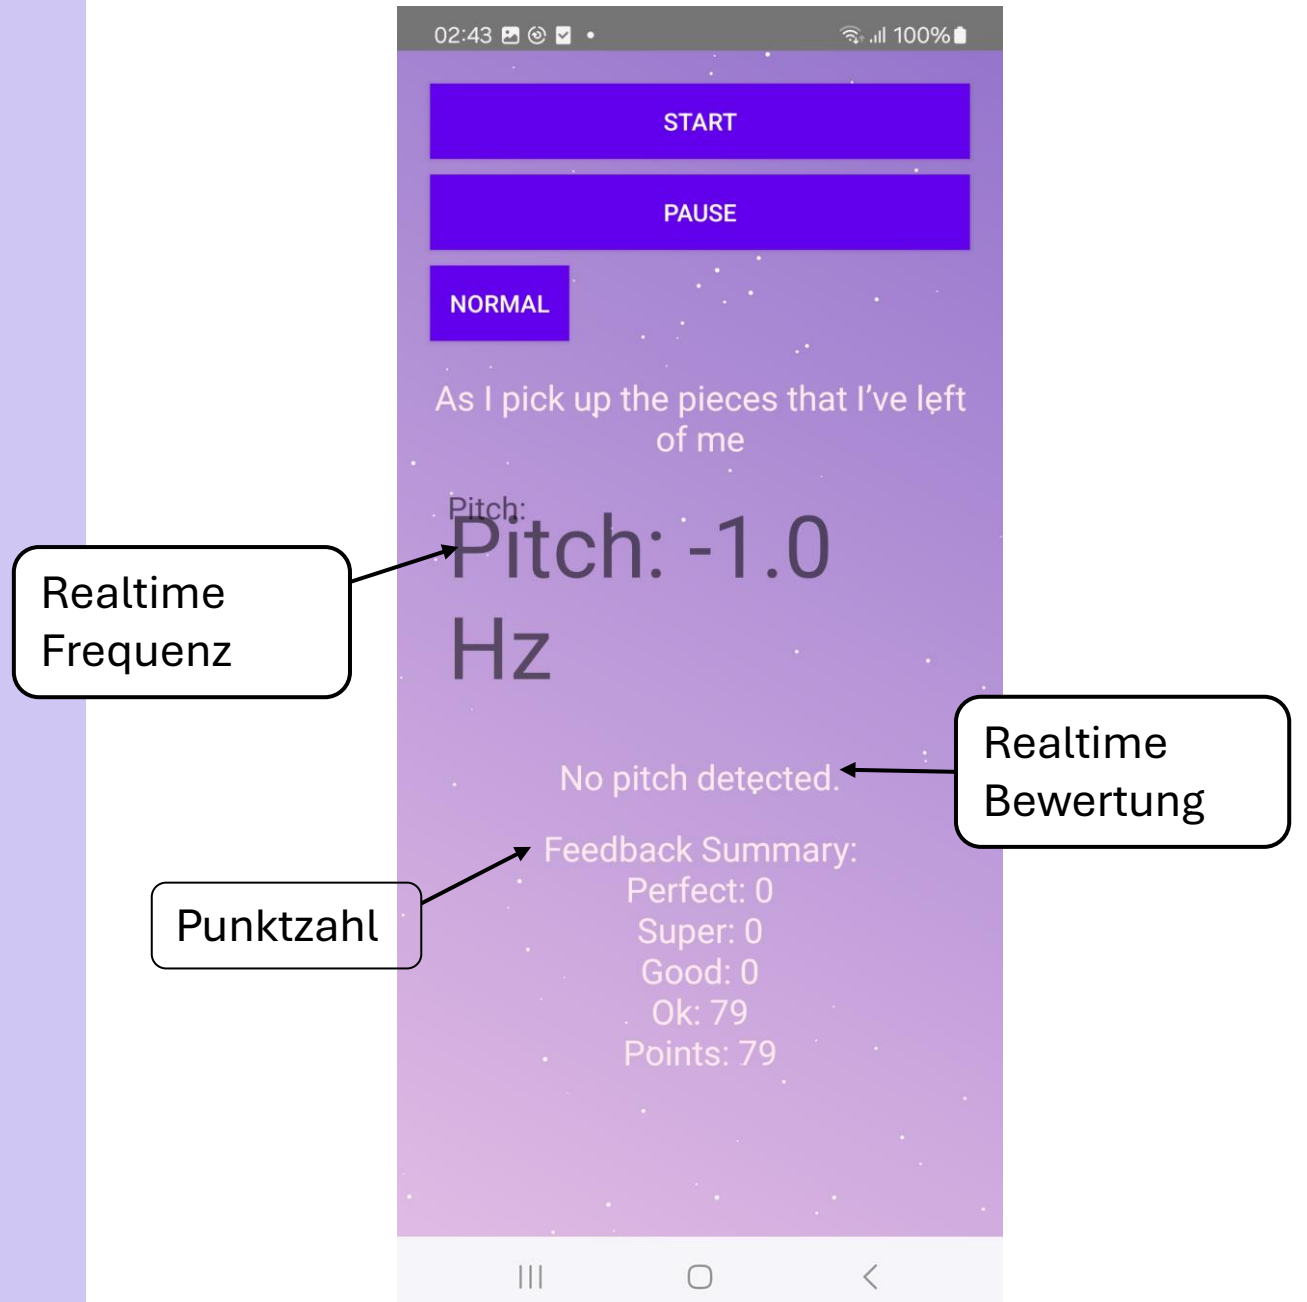 02:43
100%
START
PAUSE
NORMAL
As I pick up the pieces that I've left
of me
Pitch:
Pitch: -1.0
Hz
Realtime
Frequenz
No pitch detected.
Realtime
Bewertung
Feedback Summary:
Perfect: 0
Super: 0
Good: 0
Ok: 79
Points: 79
Punktzahl